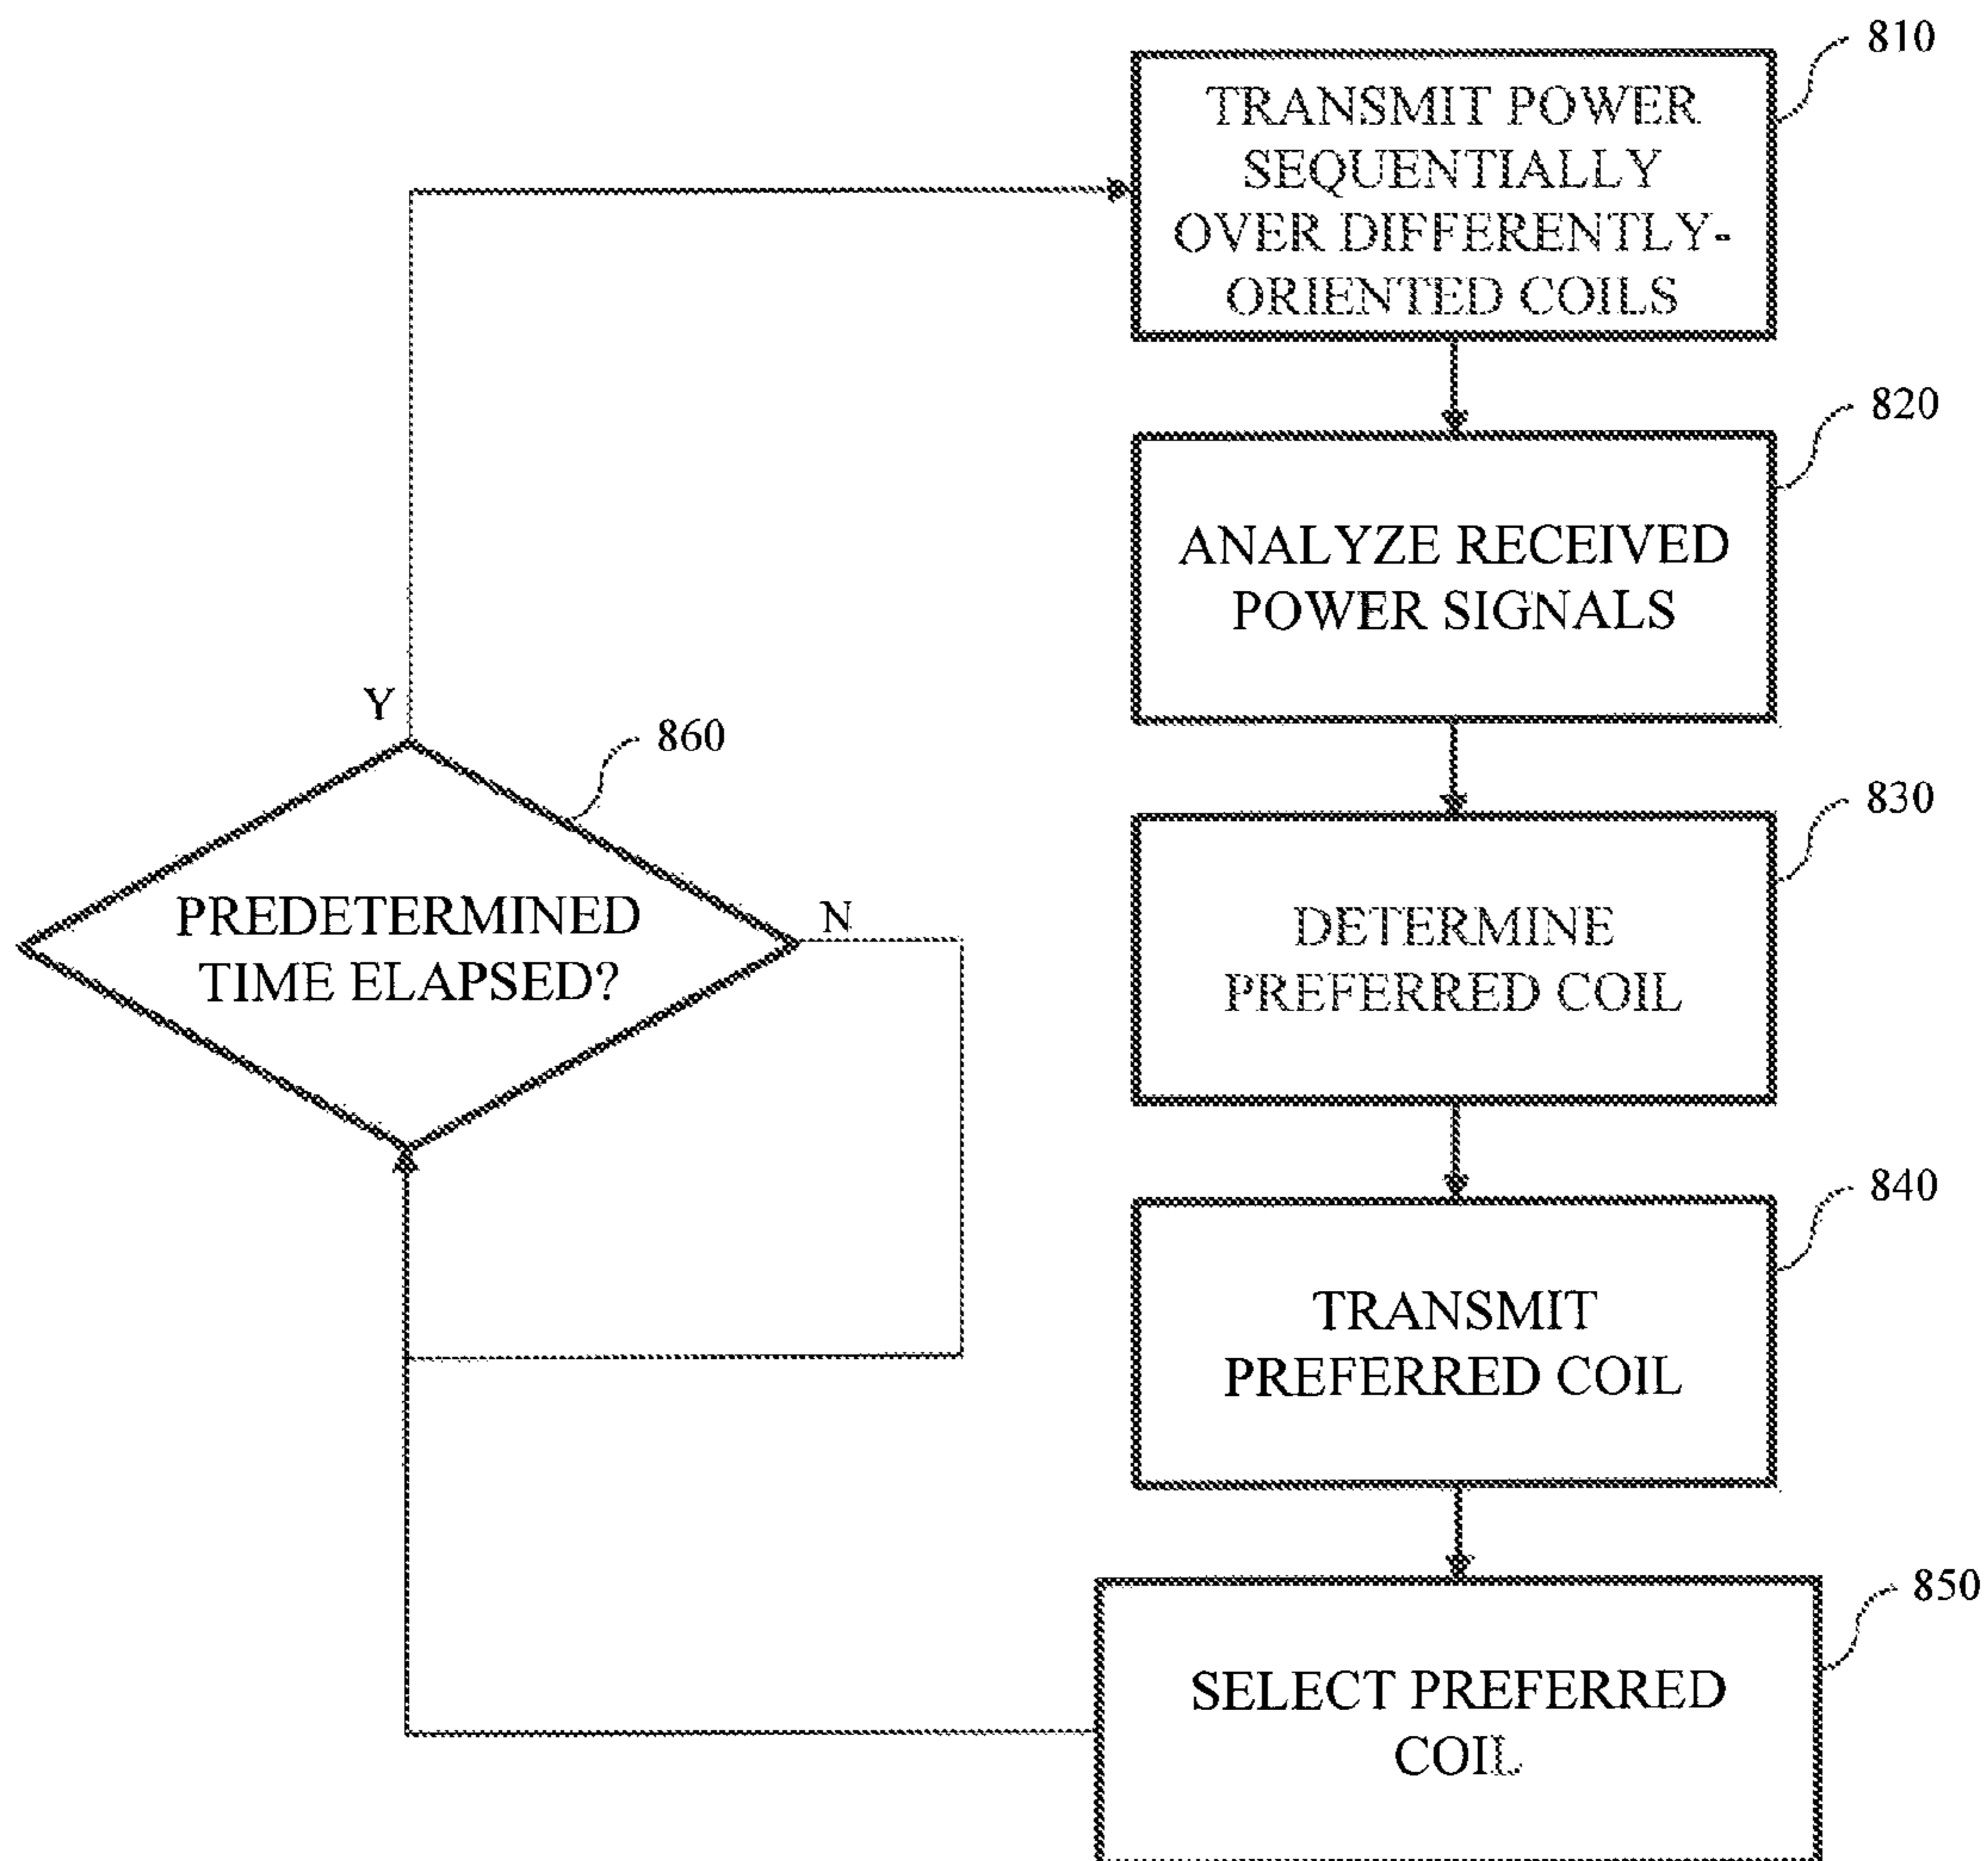 810
TRANSMIT POWER
SEQUENTIALLY
OVER DIFFERENTLY-
ORIENTED COILS
820
ANALYZE RECEIVED
POWER SIGNALS
Y
860
830
PREDETERMINED
TIME ELAPSED?
N
DETERMINE
PREFERRED COIL
840
TRANSMIT
PREFERRED COIL
850
SELECT PREFERRED
COIL